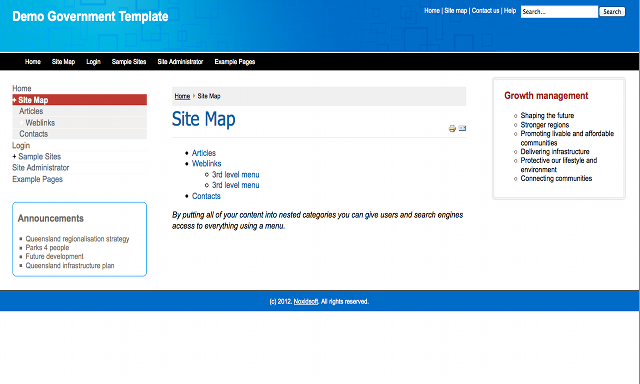 Demo Government Template
Home | Site map | Contact us | Help
Search...
Search
Home Site Map Login Sample Sites Site Administrator Example Pages
Home
+ Site Map
Articles
Weblinks
Contacts
Login
+ Sample Sites
Site Administrator
Example Pages
Announcements
Queensland regionalisation strategy
Parks 4 people
Future development
Queensland infrastructure plan
Home Site Map
Site Map
Articles
Weblinks
3rd level menu
3rd level menu
Contacts
By putting all of your content into nested categories you can give users and search engines
access to everything using a menu.
Growth management
Shaping the future
Stronger regions
Promoting livable and affordable
communities
Delivering infrastructure
Protective our lifestyle and
environment
Connecting communities
(c) 2012. Noxidsoft. All rights reserved.